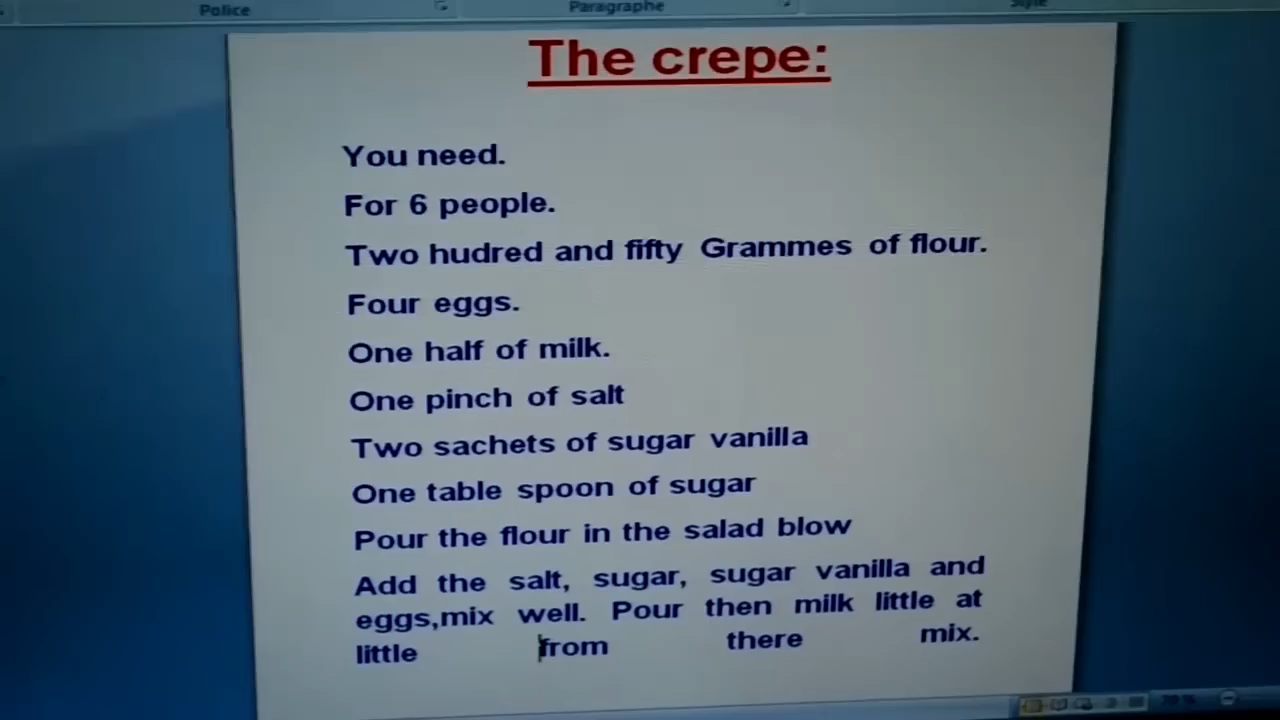 Police Paragraphe Style
The crepe:
You need.
For 6 people.
Two hudred and fifty Grammes of flour.
Four eggs.
One half of milk.
One pinch of salt
Two sachets of sugar vanilla
One table spoon of sugar
Pour the flour in the salad blow
Add the salt, sugar, sugar vanilla and
eggs,mix well. Pour then milk little at
little from there mix.